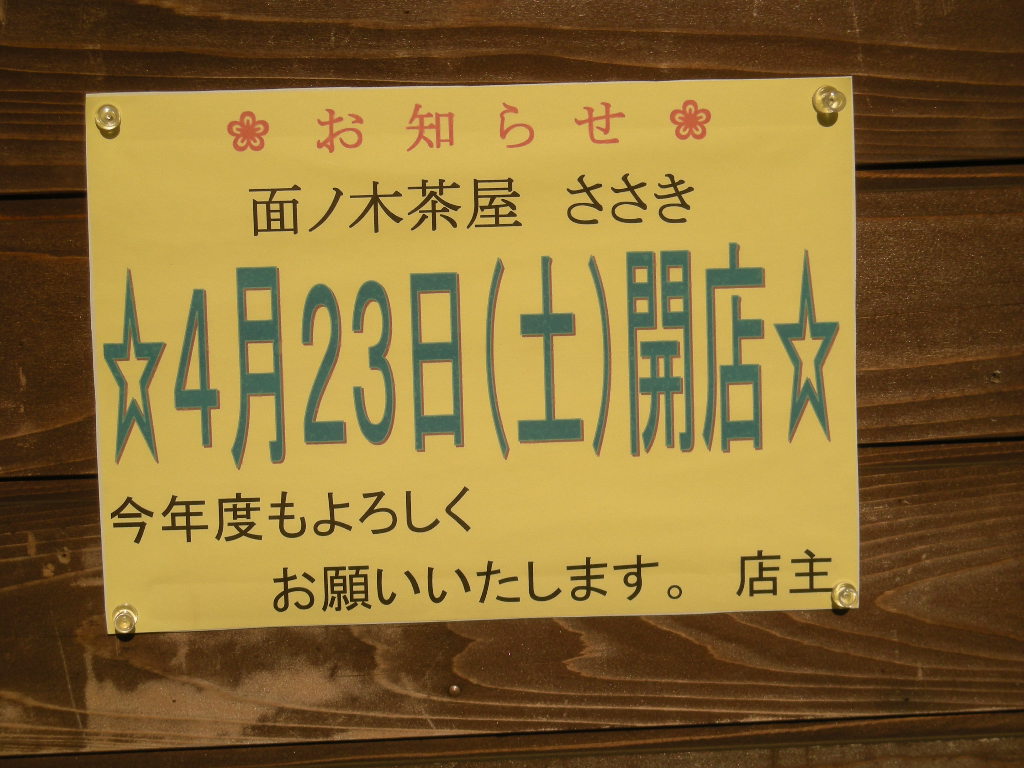 お知らせ
面ノ木茶屋　ささき
☆4月23日(土)開店☆
今年度もよろしく
お願いいたします。　店主